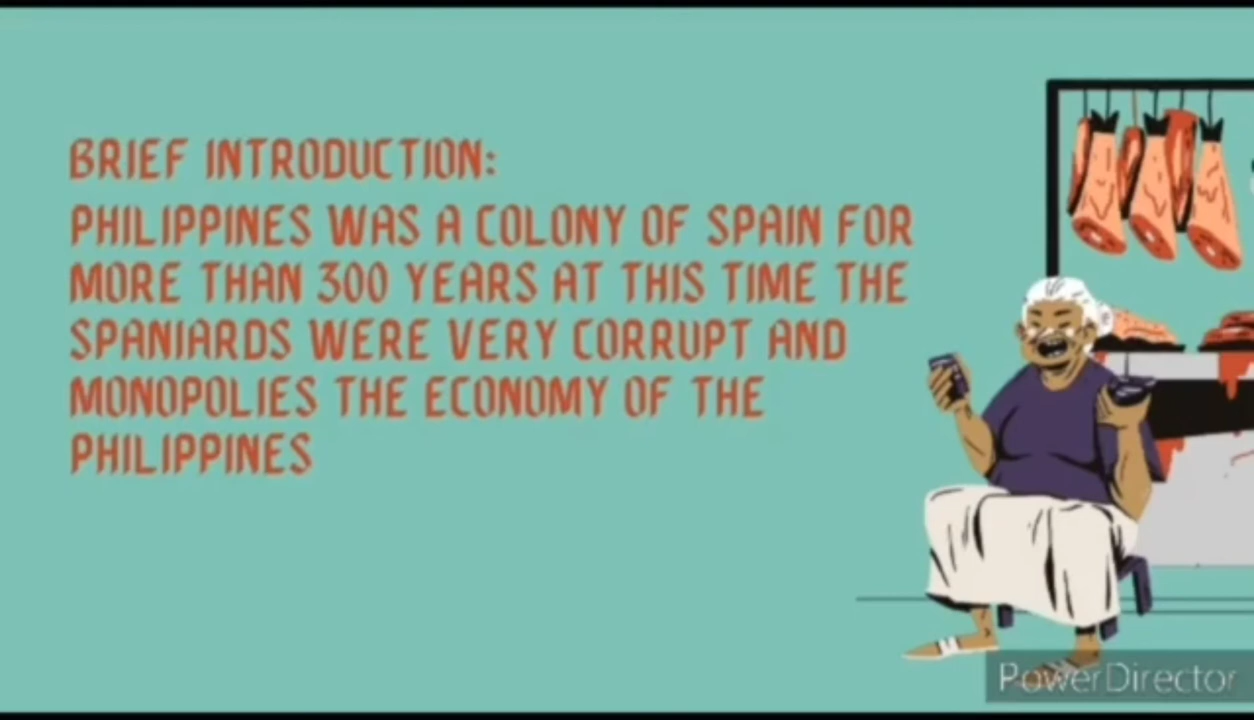 BRIEF INTRODUCTION:
PHILIPPINES WAS A COLONY OF SPAIN FOR
MORE THAN 300 YEARS AT THIS TIME THE
SPANIARDS WERE VERY CORRUPT AND
MONOPOLIES THE ECONOMY OF THE
PHILIPPINES
PowerDirector